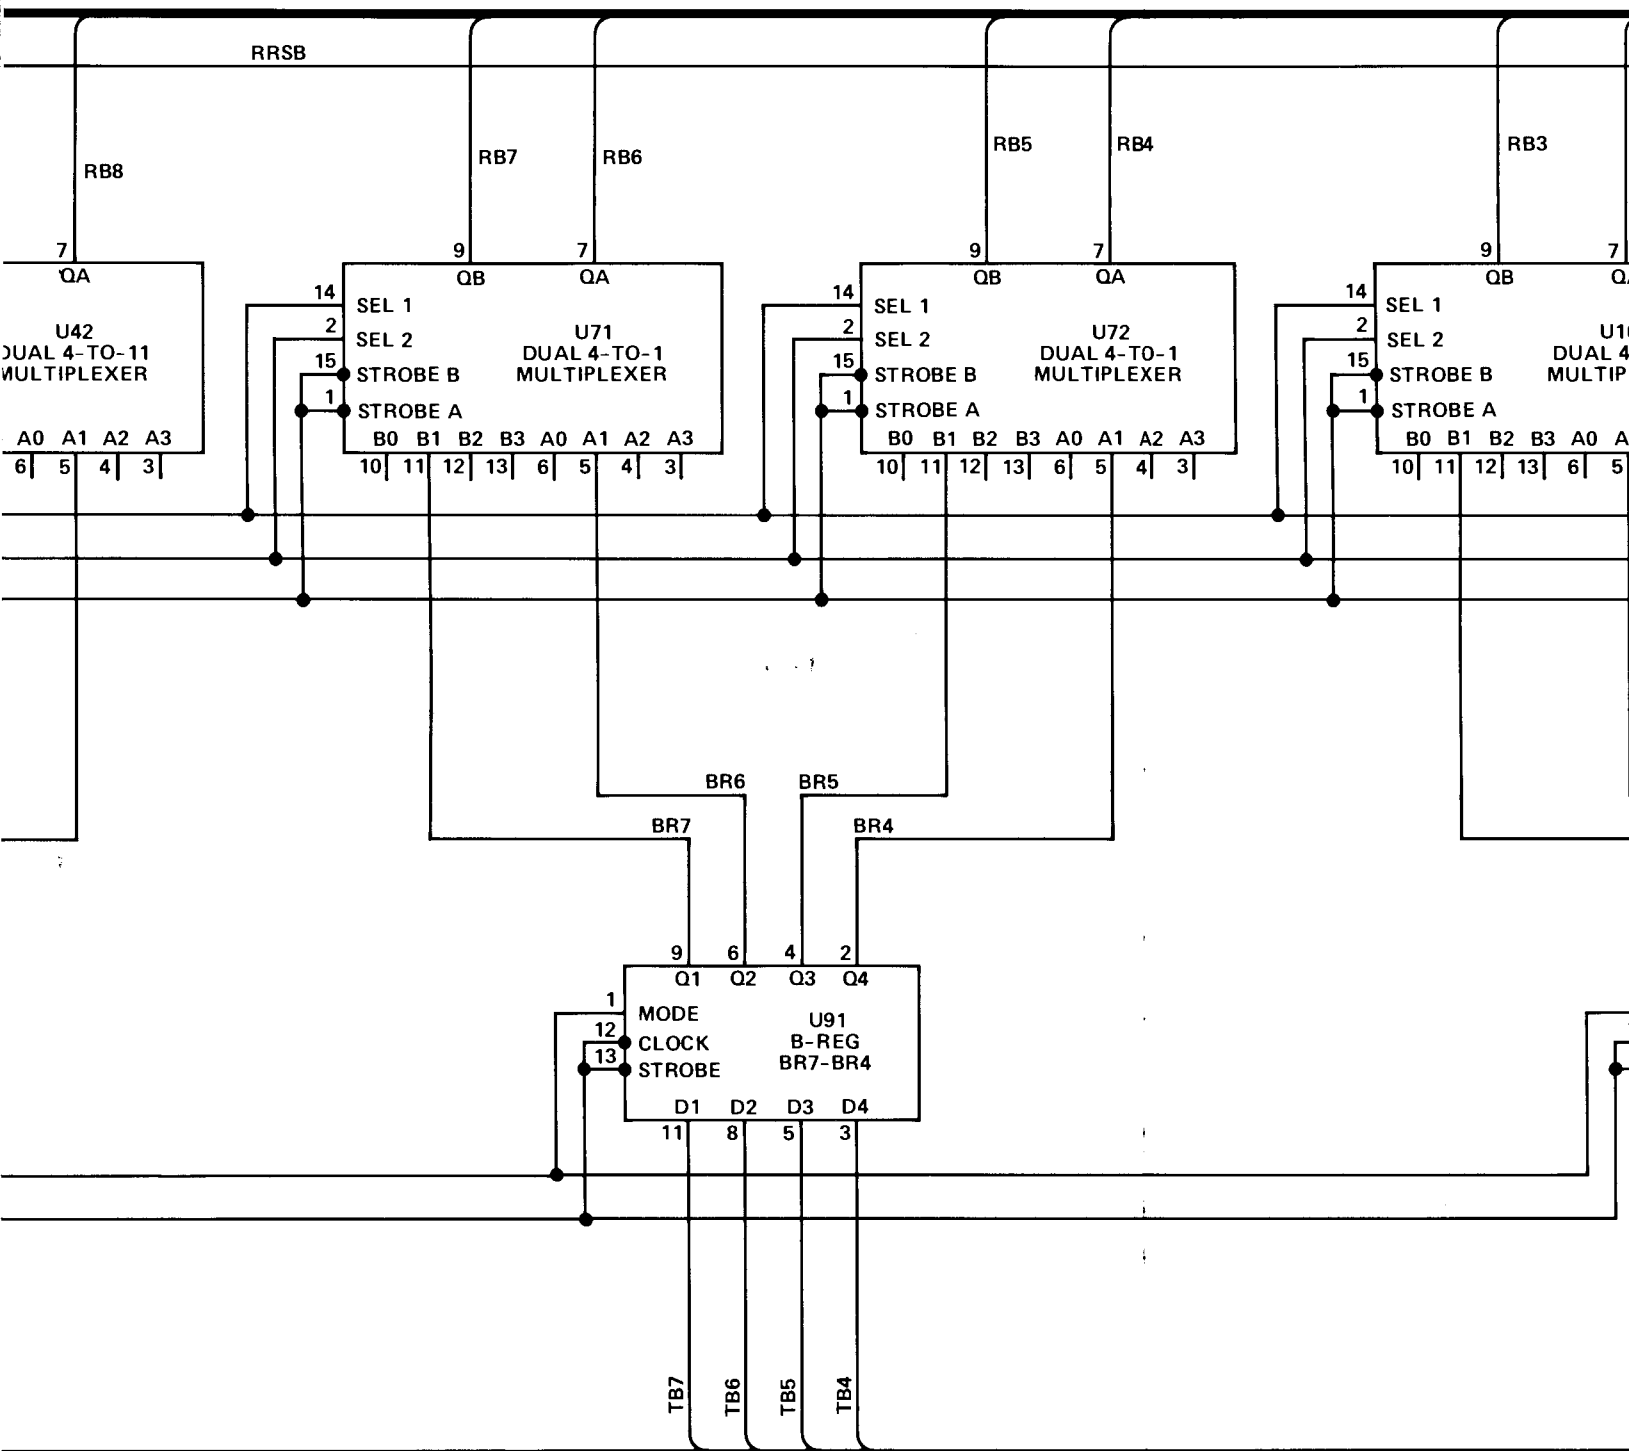 RRSB
RB8
RB7
RB6
RB5
RB4
RB3
7
9
7
9
7
9
7
QA
QB
QA
QB
QA
QB
U42
DUAL 4-TO-11
MULTIPLEXER
A0 A1 A2 A3
6 5 4 3
14
SEL 1
2
SEL 2
15
STROBE B
1
STROBE A
U71
DUAL 4-TO-1
MULTIPLEXER
B0 B1 B2 B3 A0 A1 A2 A3
10 11 12 13 6 5 4 3
14
SEL 1
2
SEL 2
15
STROBE B
1
STROBE A
U72
DUAL 4-TO-1
MULTIPLEXER
B0 B1 B2 B3 A0 A1 A2 A3
10 11 12 13 6 5 4 3
14
SEL 1
2
SEL 2
15
STROBE B
1
STROBE A
DUAL 4
MULTIP
B0 B1 B2 B3 A0 A
10 11 12 13 6 5
BR6
BR5
BR7
BR4
9 6 4 2
Q1 Q2 Q3 Q4
1
MODE
12
CLOCK
13
STROBE
U91
B-REG
BR7-BR4
D1 D2 D3 D4
11 8 5 3
TB7
TB6
TB5
TB4